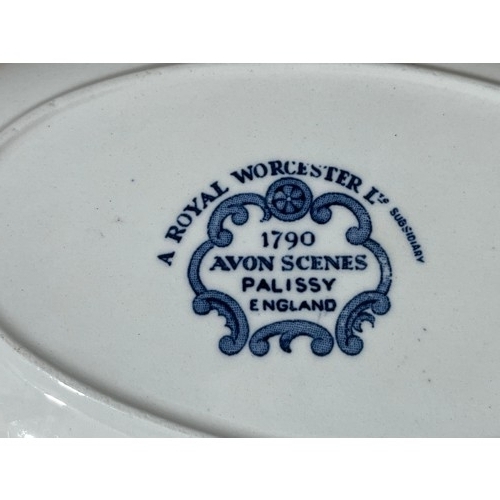 A ROYAL WORCESTER Ltd SUBSIDIARY
1790
AVON SCENES
PALISSY
ENGLAND